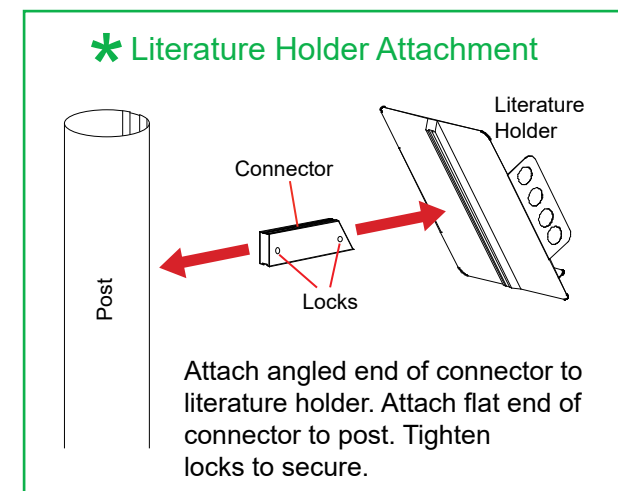 * Literature Holder Attachment
Literature
Holder
Connector
Post
Locks
Attach angled end of connector to
literature holder. Attach flat end of
connector to post. Tighten
locks to secure.